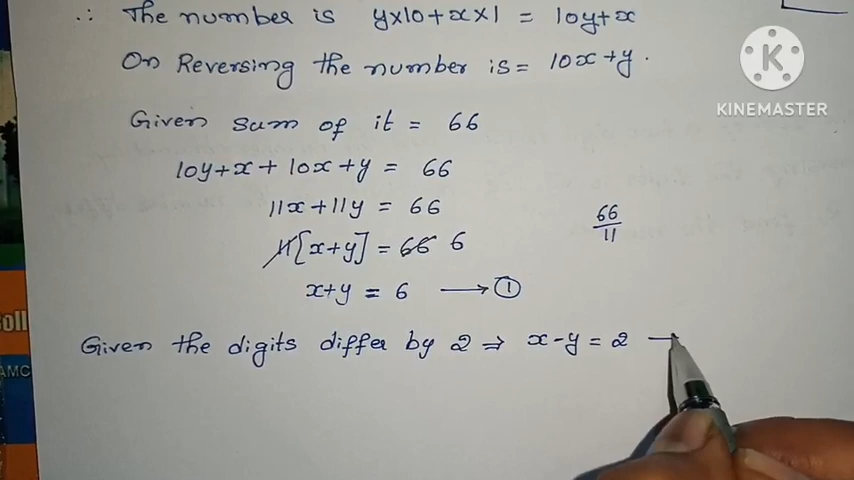 ∴ The number is y×10+x×1 = 10y+x
On Reversing the number is = 10x+y.
KINEMASTER
Given sum of it = 66
10y+x+10x+y = 66
11x+11y = 66
66/11
11[x+y] = 66 6
x+y = 6 → ①
Given the digits differ by 2 ⇒ x-y = 2 —
oll
AMC